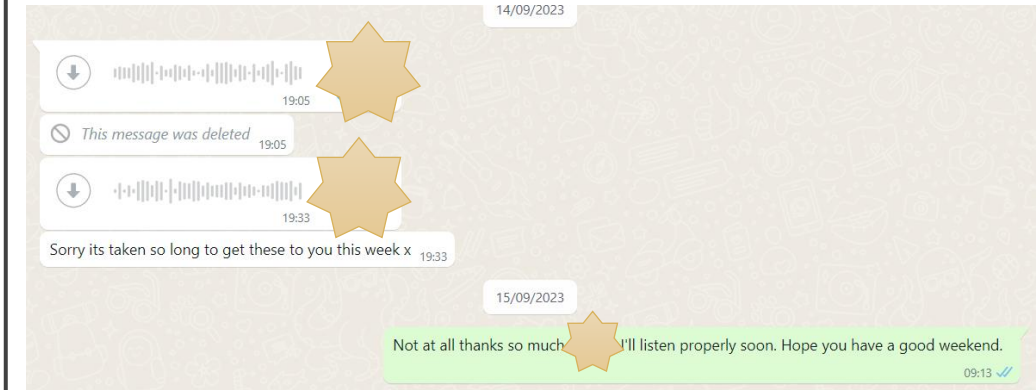 14/09/2023
19:05
This message was deleted 19:05
19:33
Sorry its taken so long to get these to you this week x 19:33
15/09/2023
Not at all thanks so much I'll listen properly soon. Hope you have a good weekend.
09:13